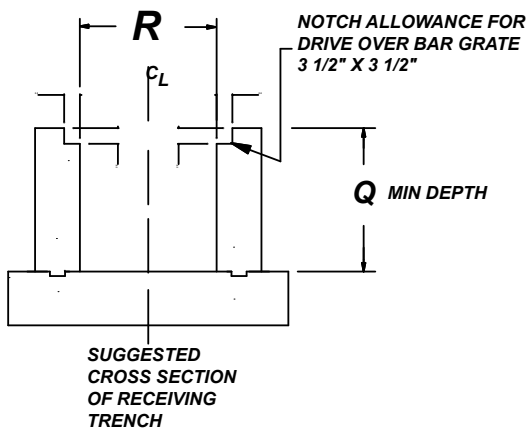 R
NOTCH ALLOWANCE FOR
DRIVE OVER BAR GRATE
3 1/2" X 3 1/2"
CL
Q MIN DEPTH
SUGGESTED
CROSS SECTION
OF RECEIVING
TRENCH